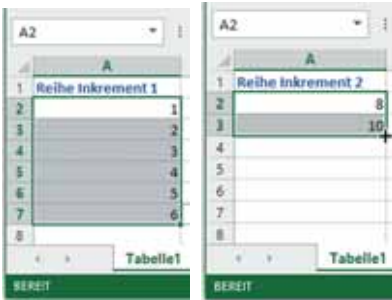 A2
A
1 Reihe Inkrement 1
2 1
3 2
4 3
5 4
6 5
7 6
8
Tabelle1
BEREIT
A2
A
1 Reihe Inkrement 2
2 8
3 10
4
5
6
7
8
Tabelle1
BEREIT